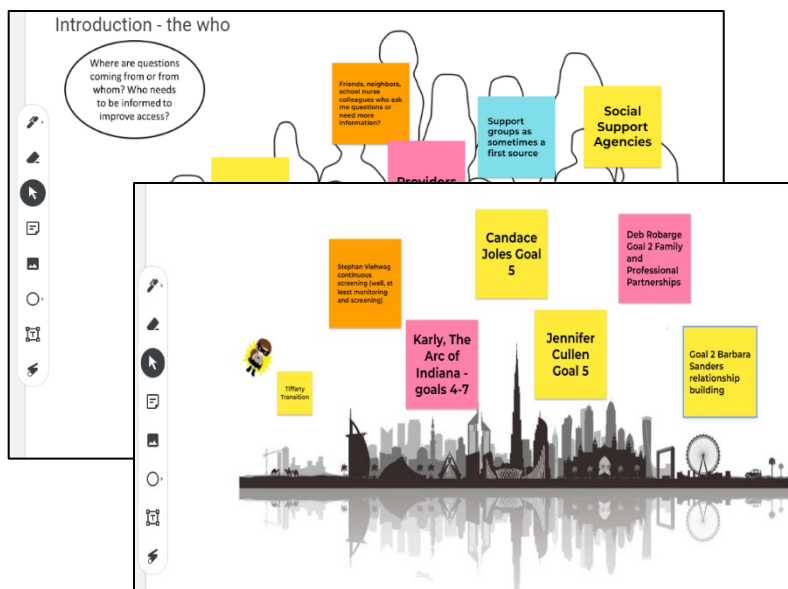 Introduction - the who
Where are questions
coming from or from
whom? Who needs
to be informed to
improve access?
Friends, neighbors,
school nurse
colleagues who ask
me questions or
need more
information?
Providers
Support
groups as
sometimes a
first source
Social
Support
Agencies
Stephan Viehwag
continuous
screening (well, at
least monitoring
and screening)
Candace
Joles Goal
5
Deb Robarge
Goal 2 Family
and
Professional
Partnerships
Tiffany
Transition
Karly, The
Arc of
Indiana -
goals 4-7
Jennifer
Cullen
Goal 5
Goal 2 Barbara
Sanders
relationship
building